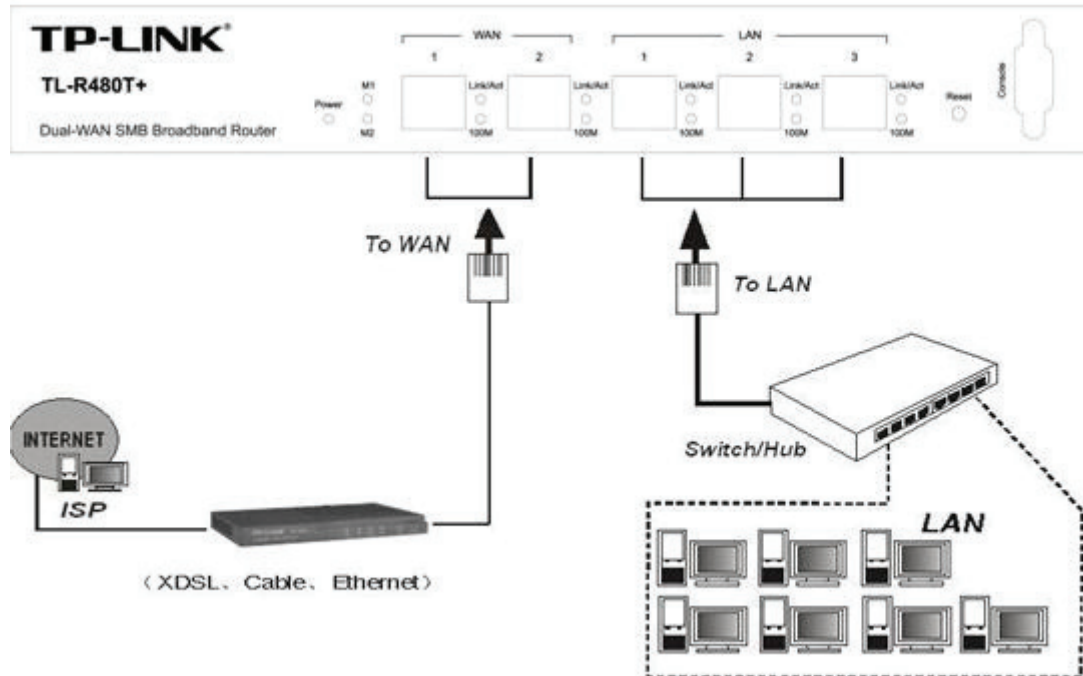 TP-LINK®
TL-R480T+
Dual-WAN SMB Broadband Router
Power
M1
M2
WAN
1
2
Link/Act
100M
Link/Act
100M
LAN
1
2
3
Link/Act
100M
Link/Act
100M
Link/Act
100M
Reset
Console
To WAN
To LAN
INTERNET
ISP
Switch/Hub
LAN
（XDSL、Cable、Ethernet）